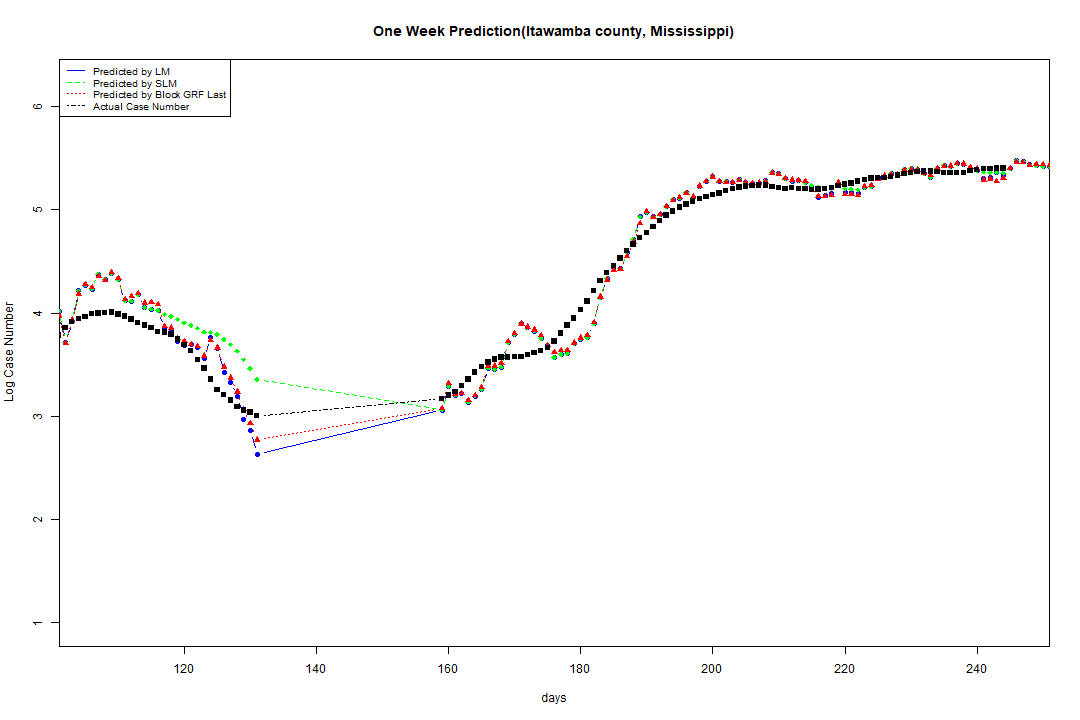 One Week Prediction(Itawamba county, Mississippi)
Predicted by LM
Predicted by SLM
Predicted by Block GRF Last
Actual Case Number
6
5
4
3
2
1
Log Case Number
120 140 160 180 200 220 240
days